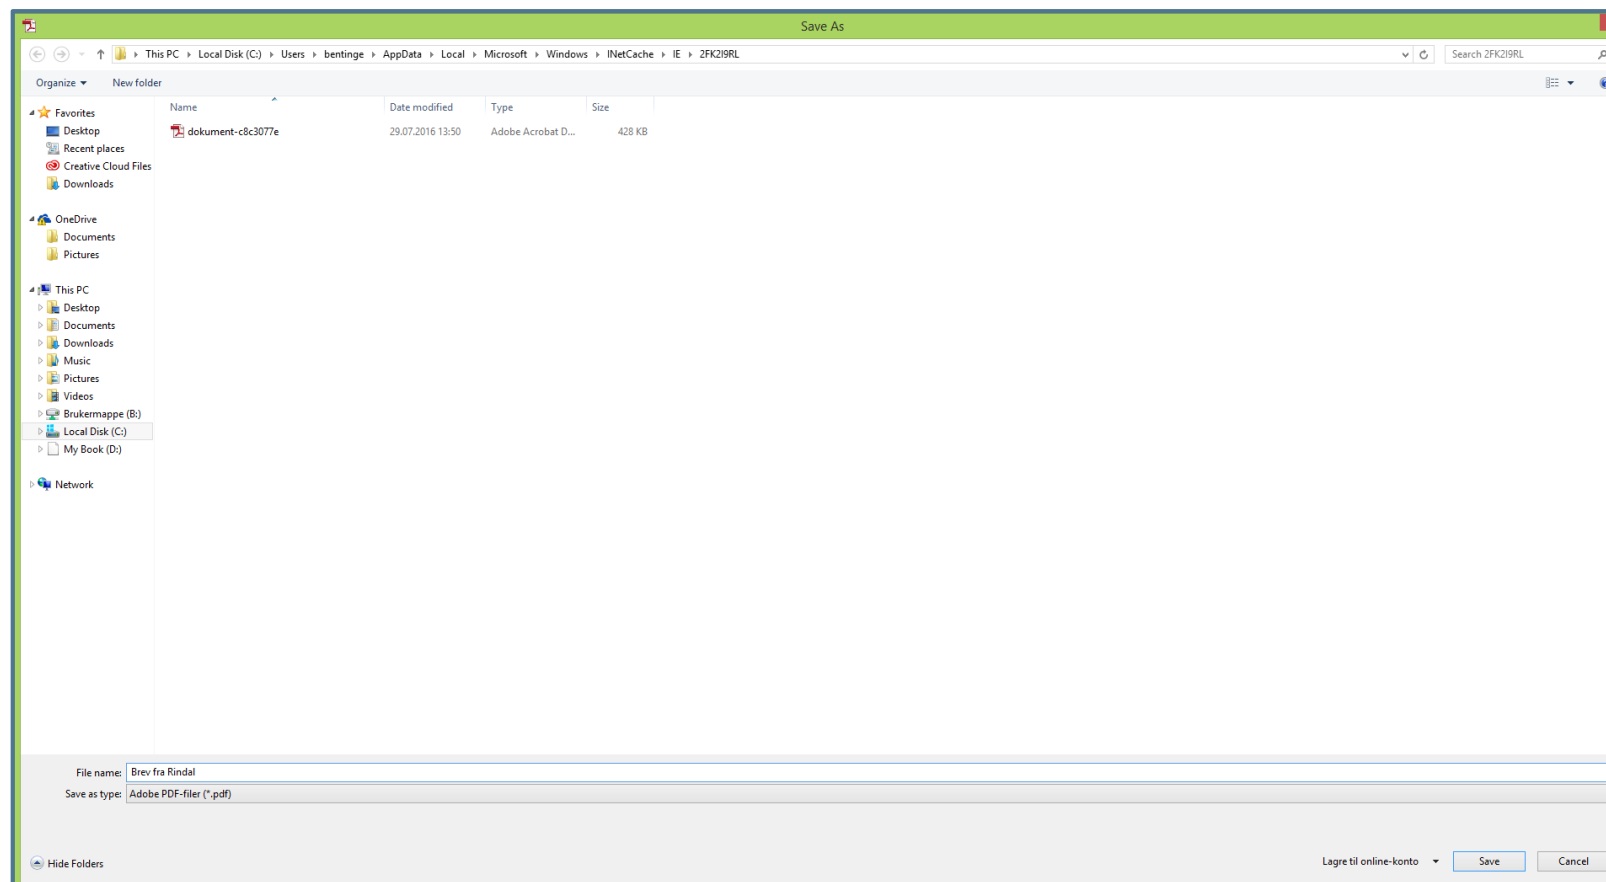 Save As
This PC Local Disk (C:) Users bentinge AppData Local Microsoft Windows INetCache IE 2FK2I9RL
Search 2FK2I9RL
Organize New folder
Name Date modified Type Size
dokument-c8c3077e 29.07.2016 13:50 Adobe Acrobat D... 428 KB
Favorites
Desktop
Recent places
Creative Cloud Files
Downloads
OneDrive
Documents
Pictures
This PC
Desktop
Documents
Downloads
Music
Pictures
Videos
Brukermappe (B:)
Local Disk (C:)
My Book (D:)
Network
File name: Brev fra Rindal
Save as type: Adobe PDF-filer (*.pdf)
Hide Folders
Lagre til online-konto Save Cancel